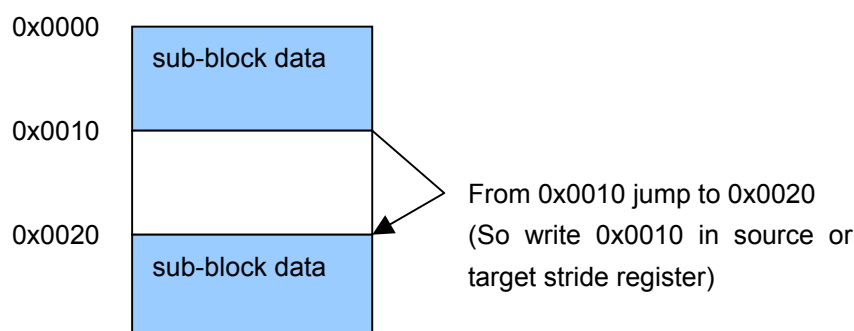 0x0000
sub-block data
0x0010
From 0x0010 jump to 0x0020
(So write 0x0010 in source or
target stride register)
0x0020
sub-block data